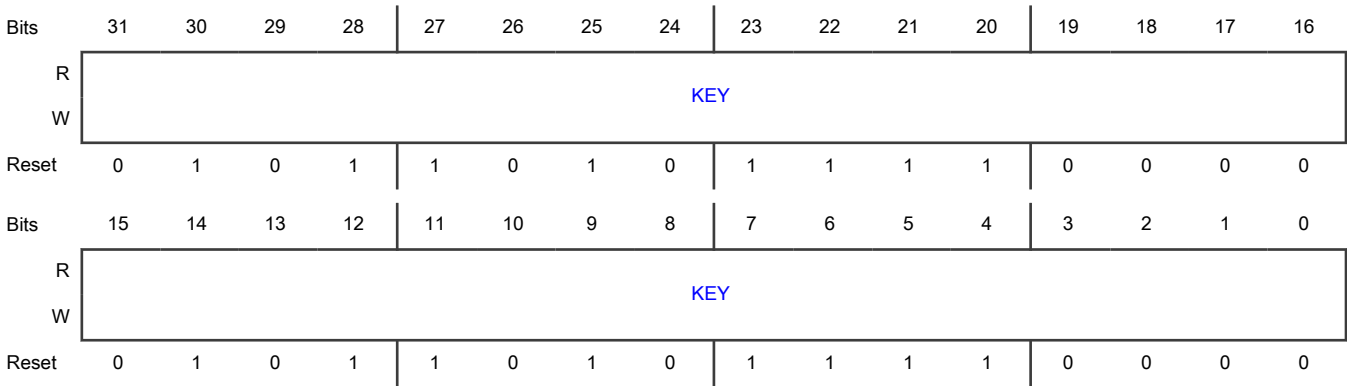 Bits 31 30 29 28 27 26 25 24 23 22 21 20 19 18 17 16
R
KEY
W
Reset 0 1 0 1 1 0 1 0 1 1 1 1 0 0 0 0
Bits 15 14 13 12 11 10 9 8 7 6 5 4 3 2 1 0
R
KEY
W
Reset 0 1 0 1 1 0 1 0 1 1 1 1 0 0 0 0